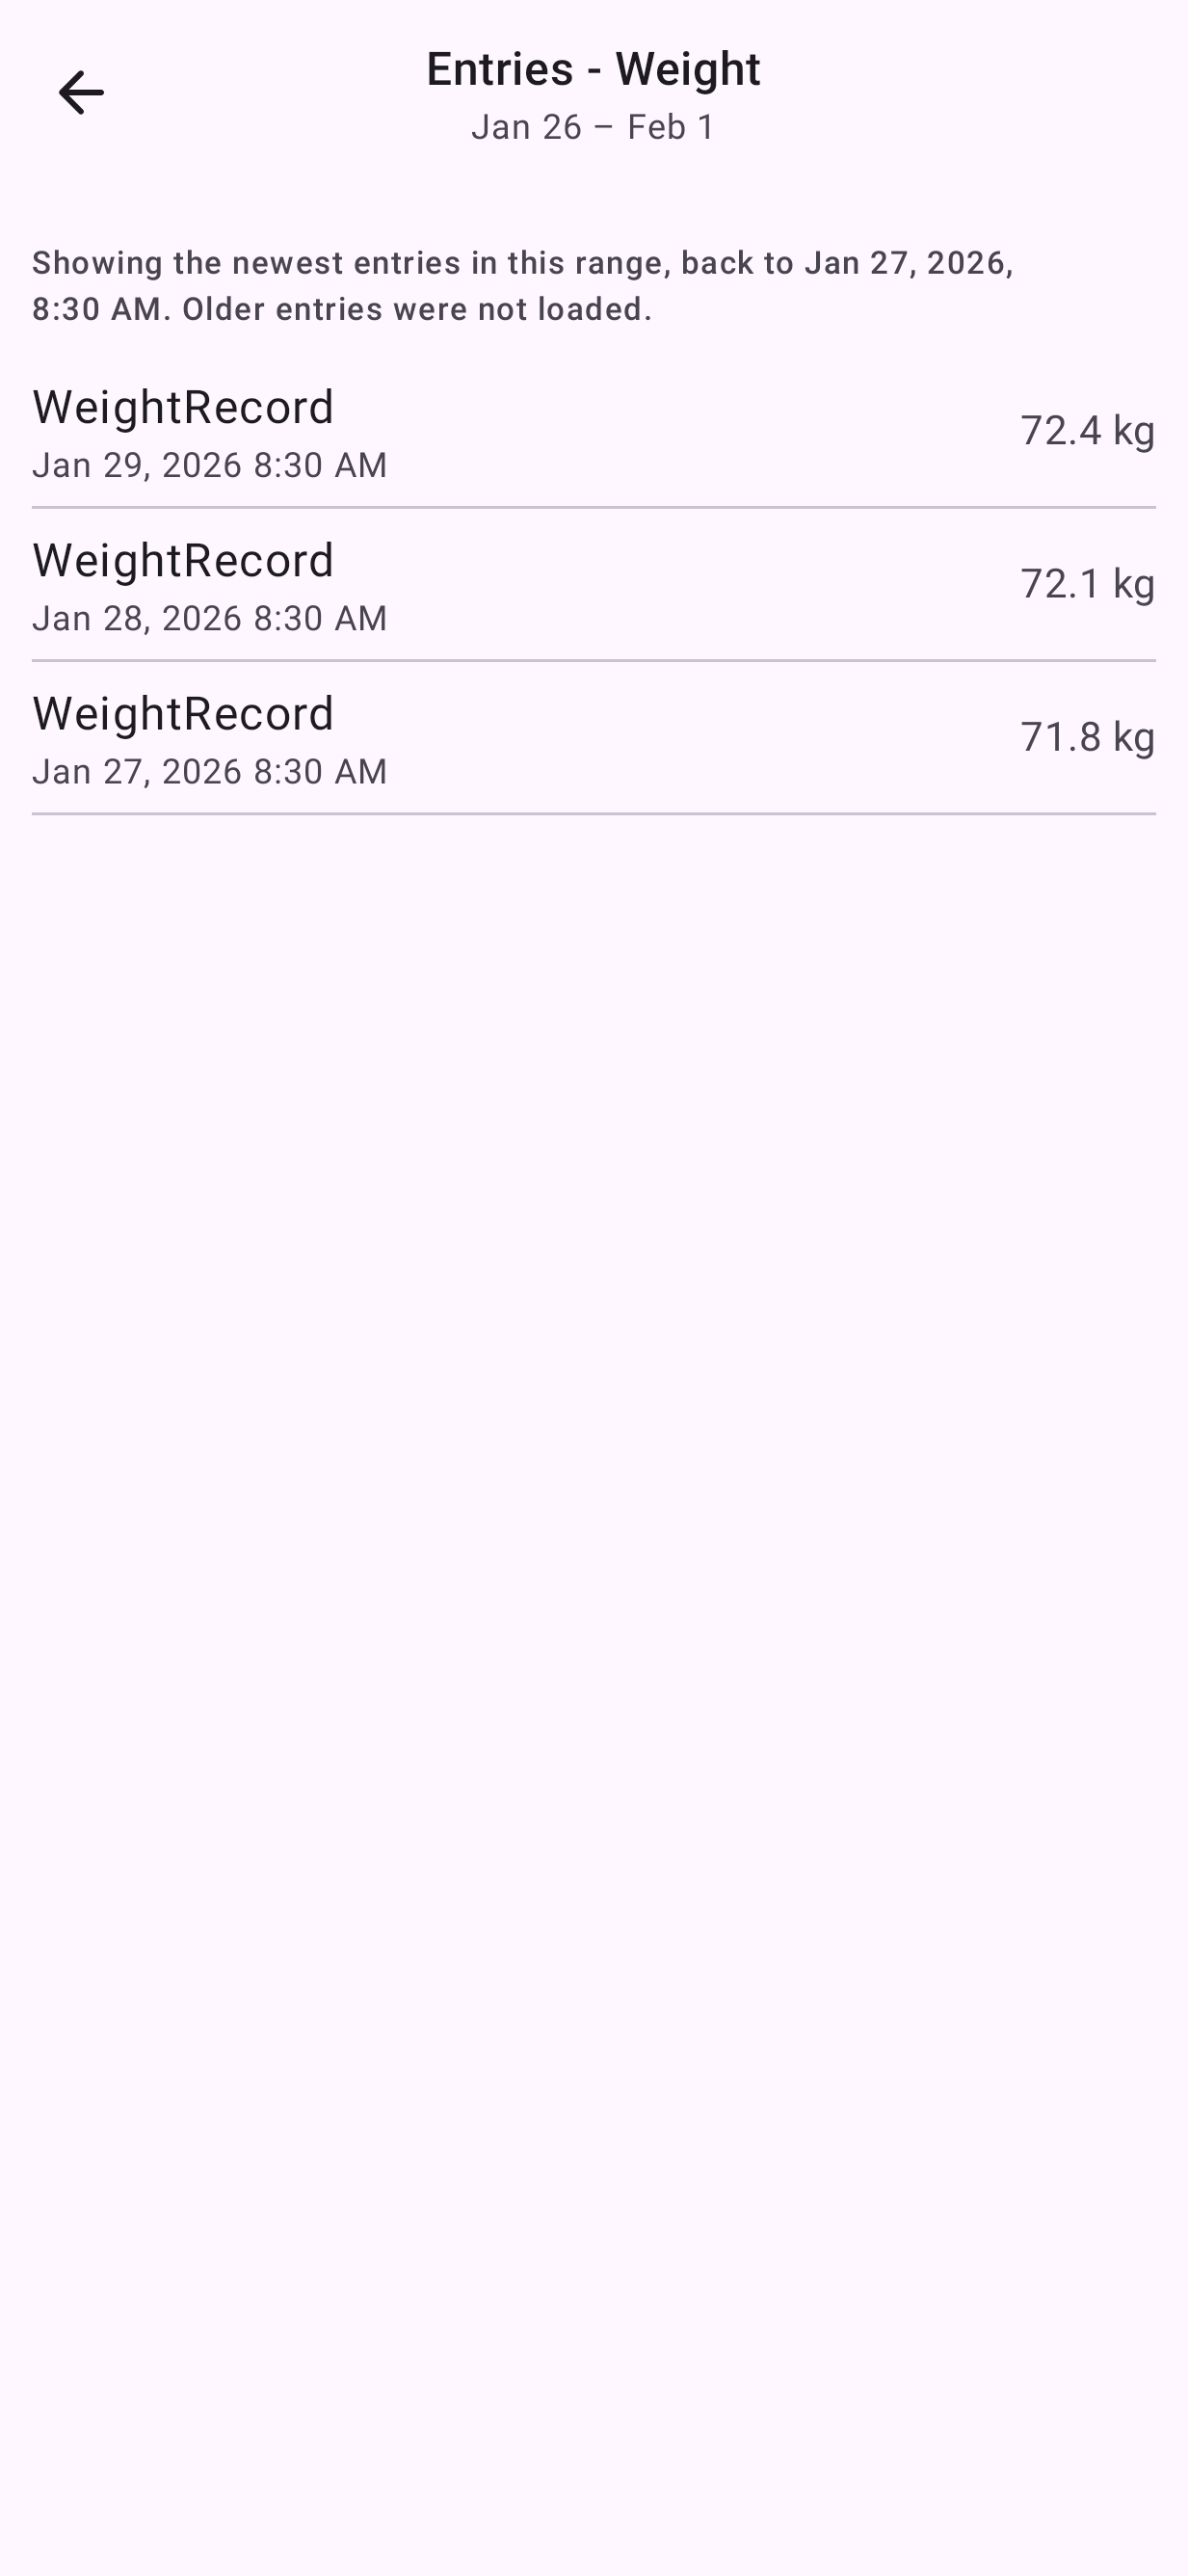 Entries - Weight
Jan 26 – Feb 1
Showing the newest entries in this range, back to Jan 27, 2026,
8:30 AM. Older entries were not loaded.
WeightRecord
Jan 29, 2026 8:30 AM
72.4 kg
WeightRecord
Jan 28, 2026 8:30 AM
72.1 kg
WeightRecord
Jan 27, 2026 8:30 AM
71.8 kg